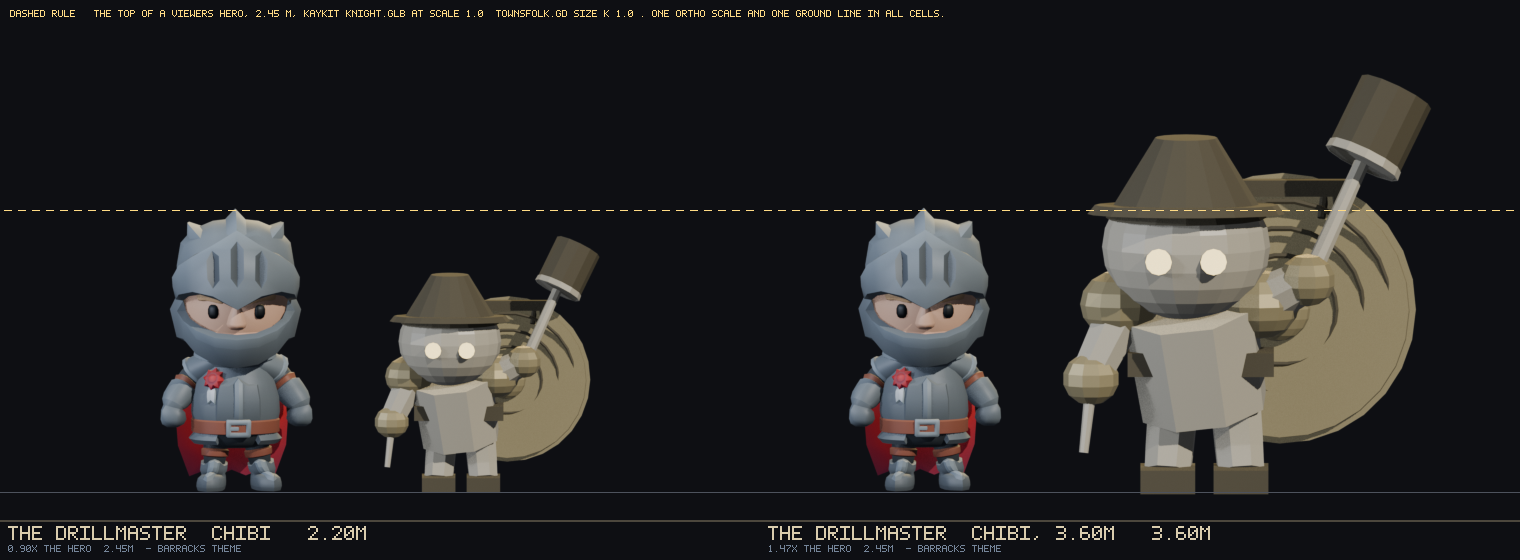 DASHED RULE THE TOP OF A VIEWERS HERO, 2.45 M, KAYKIT KNIGHT.GLB AT SCALE 1.0 TOWNSFOLK.GD SIZE K 1.0 . ONE ORTHO SCALE AND ONE GROUND LINE IN ALL CELLS.
THE DRILLMASTER CHIBI 2.20M
0.90X THE HERO 2.45M - BARRACKS THEME
THE DRILLMASTER CHIBI, 3.60M 3.60M
1.47X THE HERO 2.45M - BARRACKS THEME